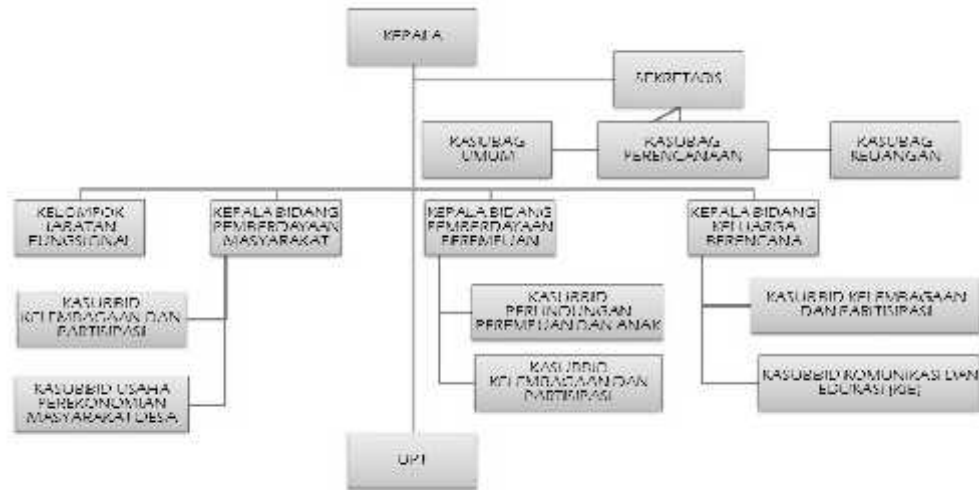 KEPALA
SEKRETARIS
KASUBAG
UMUM
KASUBAG
PERENCANAAN
KASUBAG
KEUANGAN
KELOMPOK
JABATAN
FUNGSIONAL
KEPALA BIDANG
PEMBERDAYAAN
MASYARAKAT
KEPALA BIDANG
PEMBERDAYAAN
PEREMPUAN
KEPALA BIDANG
KELUARGA
BERENCANA
KASUBBID
KELEMBAGAAN DAN
PARTISIPASI
KASUBBID
PERLINDUNGAN
PEREMPUAN DAN ANAK
KASUBBID KELEMBAGAAN
DAN PARTISIPASI
KASUBBID USAHA
PEREKONOMIAN
MASYARAKAT DESA
KASUBBID
KELEMBAGAAN DAN
PARTISIPASI
KASUBBID KOMUNIKASI DAN
EDUKASI (KIE)
UPT